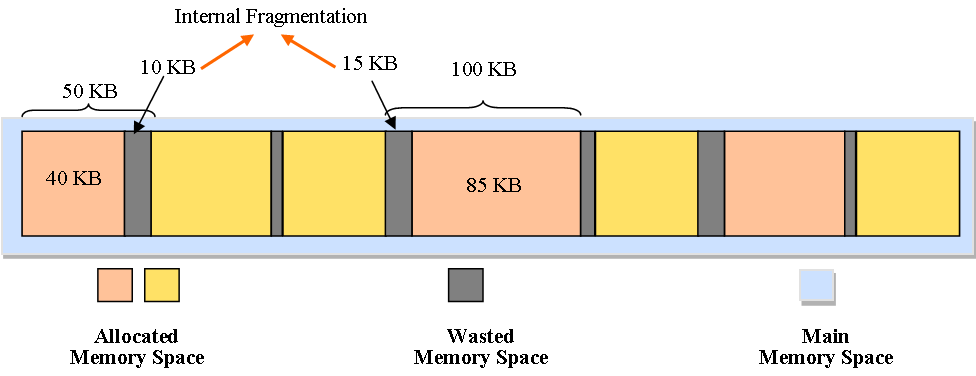 Internal Fragmentation
10 KB
15 KB
100 KB
50 KB
40 KB
85 KB
Allocated
Memory Space
Wasted
Memory Space
Main
Memory Space